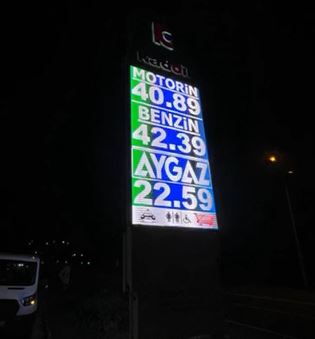 kadoil
MOTORİN
40.89
BENZİN
42.39
AYGAZ
22.59